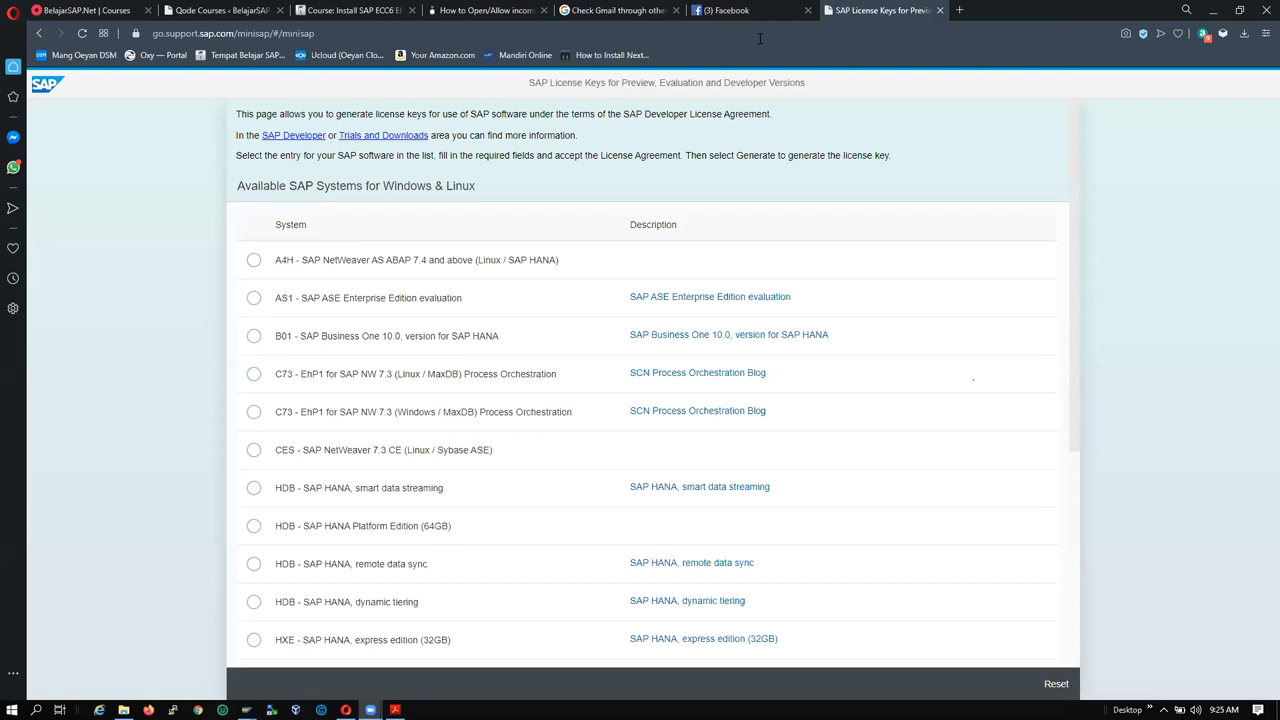 BelajarSAP.Net | Courses
Qode Courses ‹ BelajarSA
Course: Install SAP ECC6 E
How to Open/Allow incom
Check Gmail through other
(3) Facebook
SAP License Keys for Previ
go.support.sap.com/minisap/#/minisap
Mang Oeyan DSM
Oxy — Portal
Tempat Belajar SAP...
Ucloud (Oyanglulu Clo...
Your Amazon.com
Mandiri Online
How to Install Next...
SAP
SAP License Keys for Preview, Evaluation and Developer Versions
This page allows you to generate license keys for use of SAP software under the terms of the SAP Developer License Agreement.
In the SAP Developer or Trials and Downloads area you can find more information.
Select the entry for your SAP software in the list, fill in the required fields and accept the License Agreement. Then select Generate to generate the license key.
Available SAP Systems for Windows & Linux
System Description
A4H - SAP NetWeaver AS ABAP 7.4 and above (Linux / SAP HANA)
AS1 - SAP ASE Enterprise Edition evaluation SAP ASE Enterprise Edition evaluation
B01 - SAP Business One 10.0, version for SAP HANA SAP Business One 10.0, version for SAP HANA
C73 - EhP1 for SAP NW 7.3 (Linux / MaxDB) Process Orchestration SCN Process Orchestration Blog
C73 - EhP1 for SAP NW 7.3 (Windows / MaxDB) Process Orchestration SCN Process Orchestration Blog
CES - SAP NetWeaver 7.3 CE (Linux / Sybase ASE)
HDB - SAP HANA, smart data streaming SAP HANA, smart data streaming
HDB - SAP HANA Platform Edition (64GB)
HDB - SAP HANA, remote data sync SAP HANA, remote data sync
HDB - SAP HANA, dynamic tiering SAP HANA, dynamic tiering
HXE - SAP HANA, express edition (32GB) SAP HANA, express edition (32GB)
Reset
Desktop
9:25 AM